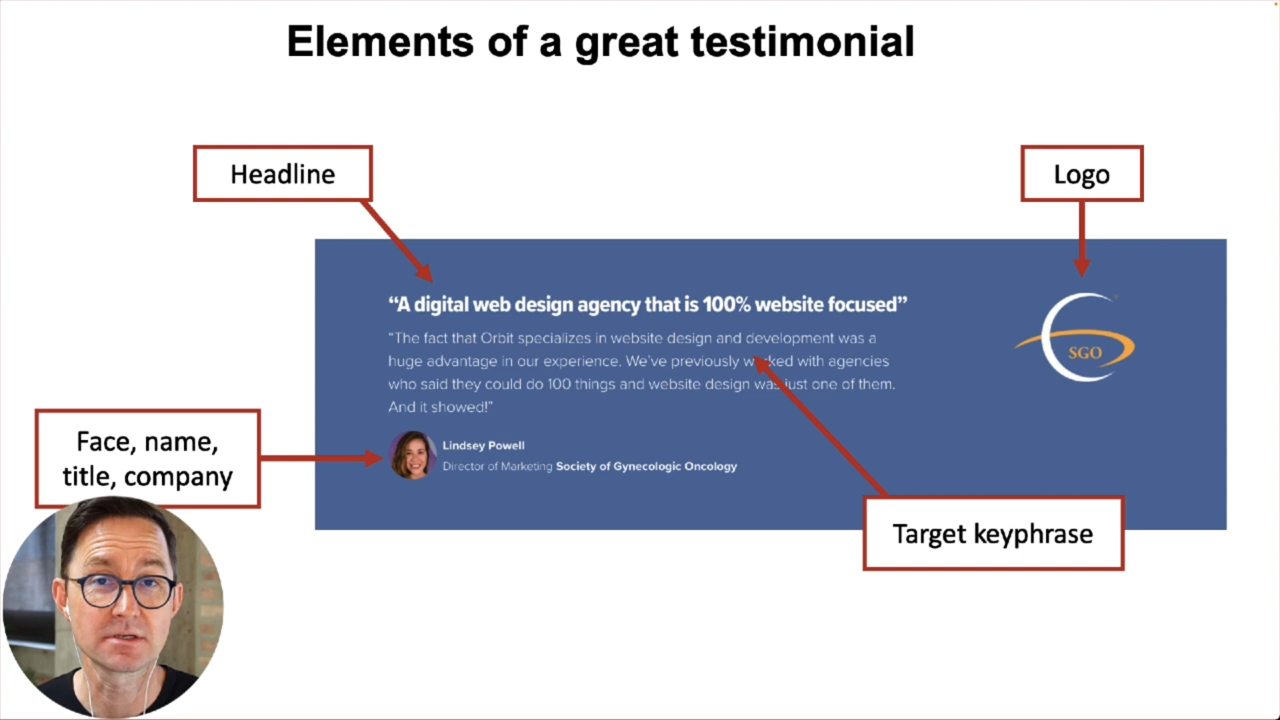 Elements of a great testimonial
Headline
Logo
“A digital web design agency that is 100% website focused”
“The fact that Orbit specializes in website design and development was a
huge advantage in our experience. We’ve previously worked with agencies
who said they could do 100 things and website design was just one of them.
And it showed!”
SGO
Face, name,
title, company
Lindsey Powell
Director of Marketing Society of Gynecologic Oncology
Target keyphrase